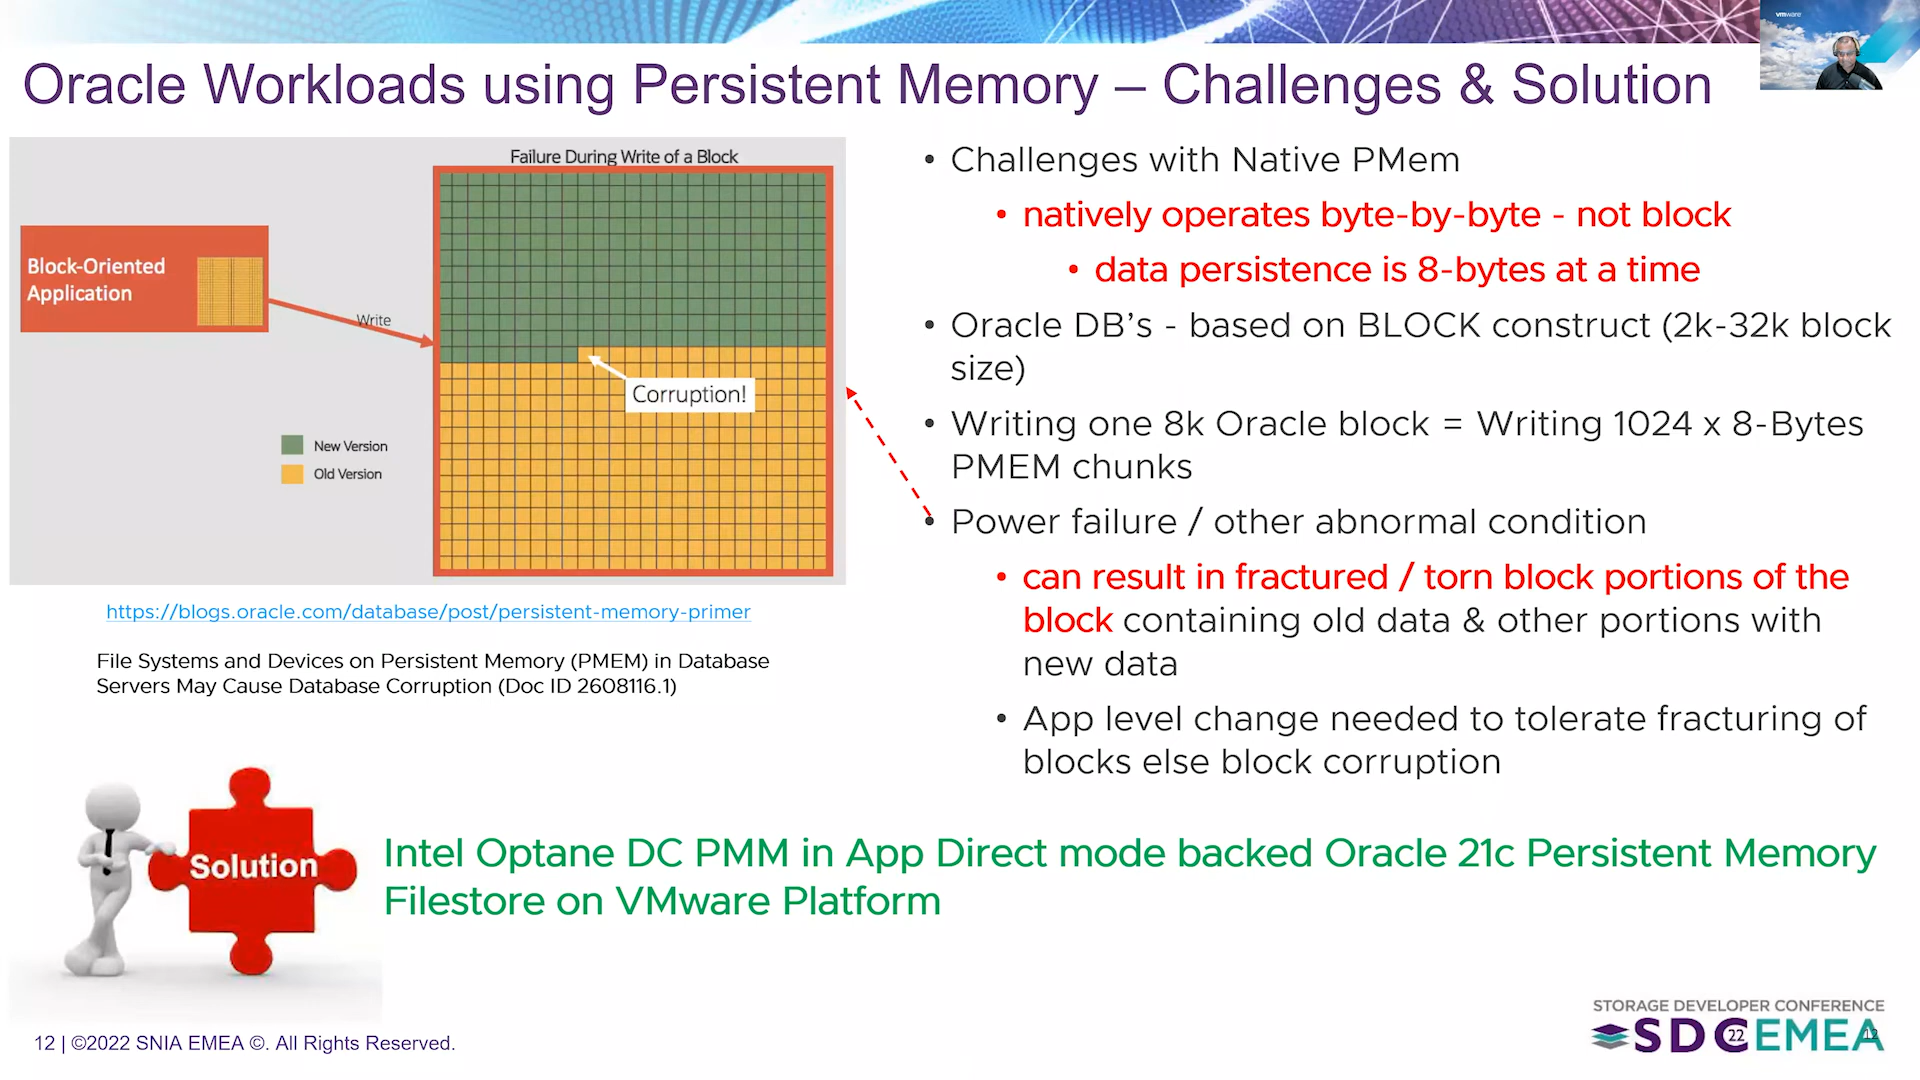 vmware
Oracle Workloads using Persistent Memory – Challenges & Solution
Failure During Write of a Block
Block-Oriented
Application
Write
Corruption!
New Version
Old Version
https://blogs.oracle.com/database/post/persistent-memory-primer
File Systems and Devices on Persistent Memory (PMEM) in Database
Servers May Cause Database Corruption (Doc ID 2608116.1)
• Challenges with Native PMem
• natively operates byte-by-byte - not block
• data persistence is 8-bytes at a time
• Oracle DB’s - based on BLOCK construct (2k-32k block
size)
• Writing one 8k Oracle block = Writing 1024 x 8-Bytes
PMEM chunks
• Power failure / other abnormal condition
• can result in fractured / torn block portions of the
block containing old data & other portions with
new data
• App level change needed to tolerate fracturing of
blocks else block corruption
Solution
Intel Optane DC PMM in App Direct mode backed Oracle 21c Persistent Memory
Filestore on VMware Platform
12 | ©2022 SNIA EMEA ©. All Rights Reserved.
STORAGE DEVELOPER CONFERENCE
SDC 22 EMEA
12